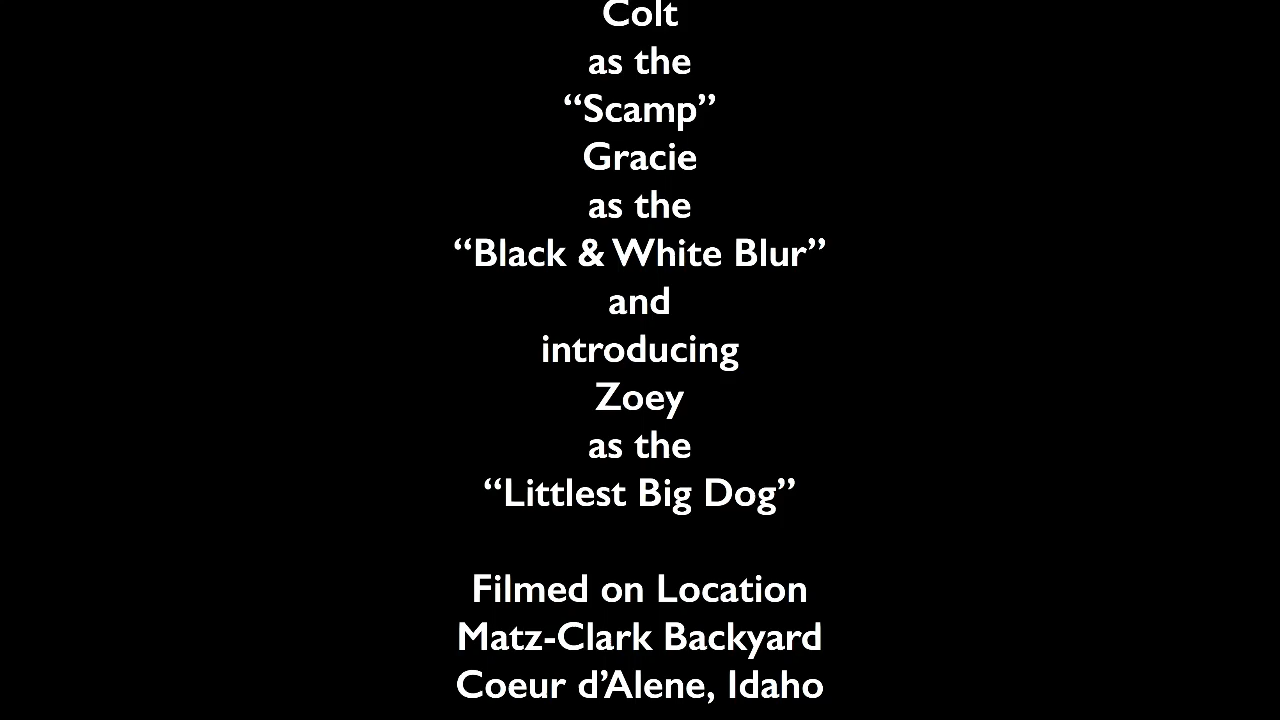 Colt
as the
“Scamp”
Gracie
as the
“Black & White Blur”
and
introducing
Zoey
as the
“Littlest Big Dog”
Filmed on Location
Matz-Clark Backyard
Coeur d’Alene, Idaho